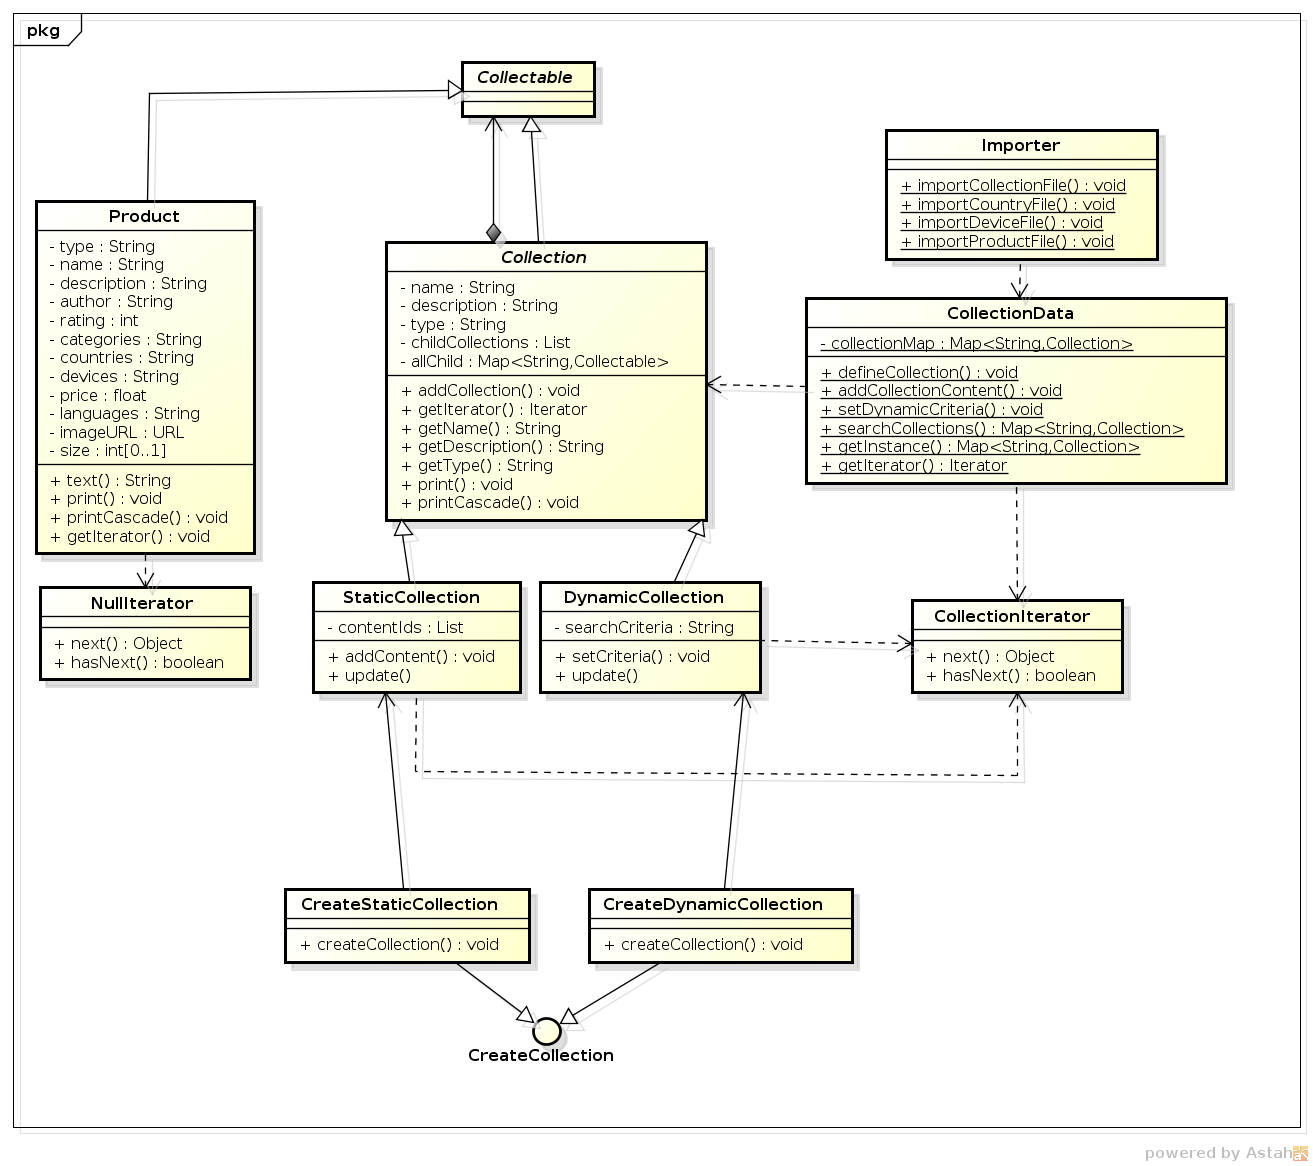 pkg
Collectable
Product
- type : String
- name : String
- description : String
- author : String
- rating : int
- categories : String
- countries : String
- devices : String
- price : float
- languages : String
- imageURL : URL
- size : int[0..1]
+ text() : String
+ print() : void
+ printCascade() : void
+ getIterator() : void
NullIterator
+ next() : Object
+ hasNext() : boolean
Collection
- name : String
- description : String
- type : String
- childCollections : List
- allChild : Map<String,Collectable>
+ addCollection() : void
+ getIterator() : Iterator
+ getName() : String
+ getDescription() : String
+ getType() : String
+ print() : void
+ printCascade() : void
Importer
+ importCollectionFile() : void
+ importCountryFile() : void
+ importDeviceFile() : void
+ importProductFile() : void
CollectionData
- collectionMap : Map<String,Collection>
+ defineCollection() : void
+ addCollectionContent() : void
+ setDynamicCriteria() : void
+ searchCollections() : Map<String,Collection>
+ getInstance() : Map<String,Collection>
+ getIterator() : Iterator
StaticCollection
- contentIds : List
+ addContent() : void
+ update()
DynamicCollection
- searchCriteria : String
+ setCriteria() : void
+ update()
CollectionIterator
+ next() : Object
+ hasNext() : boolean
CreateStaticCollection
+ createCollection() : void
CreateDynamicCollection
+ createCollection() : void
CreateCollection
powered by Astah